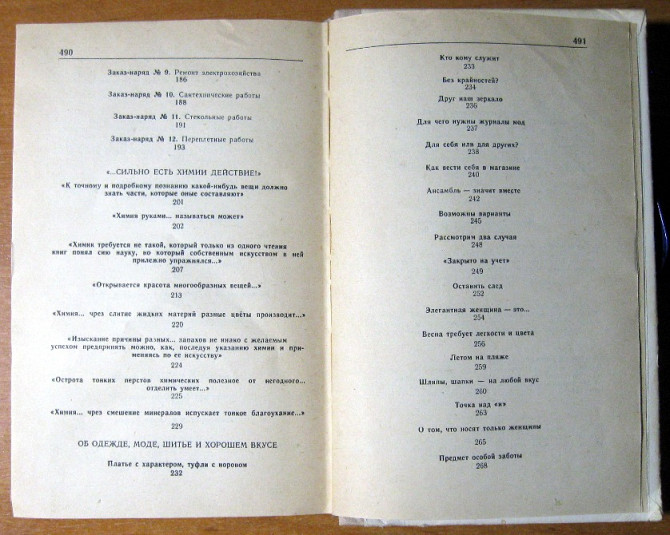 490
Заказ-наряд № 9. Ремонт электрохозяйства
186
Заказ-наряд № 10. Сантехнические работы
188
Заказ-наряд № 11. Стекольные работы
191
Заказ-наряд № 12. Переплетные работы
193
«...СИЛЬНО ЕСТЬ ХИМИИ ДЕЙСТВИЕ!»
«К точному и подробному познанию какой-нибудь вещи должно
знать части, которые оные составляют»
201
«Химия руками... называться может»
202
«Химик требуется не такой, который только из одного чтения
книг понял сию науку, но который собственным искусством в ней
прилежно упражнялся...»
207
«Открывается красота многообразных вещей...»
213
«Химия... чрез слитие жидких материй разные цвета производит...»
220
«Изыскание причины разных... запахов не инако с желаемым
успехом предпринять можно, как, последуя указанию химии и при-
меняясь по ее искусству»
224
«Острота тонких перстов химических полезное от негодного...
отделить умеет...»
225
«Химия... чрез смешение минералов испускает тонкое благоухание...»
229
ОБ ОДЕЖДЕ, МОДЕ, ШИТЬЕ И ХОРОШЕМ ВКУСЕ
Платье с характером, туфли с норовом
232
491
Кто кому служит
233
Без крайностей?
234
Друг наш зеркало
236
Для чего нужны журналы мод
237
Для себя или для других?
238
Как вести себя в магазине
240
Ансамбль — значит вместе
242
Возможны варианты
245
Рассмотрим два случая
248
«Закрыто на учет»
249
Оставить след
252
Элегантная женщина — это...
254
Весна требует легкости и цвета
256
Летом на пляже
259
Шляпы, шапки — на любой вкус
260
Точка над «и»
263
О том, что носят только женщины
265
Предмет особой заботы
268